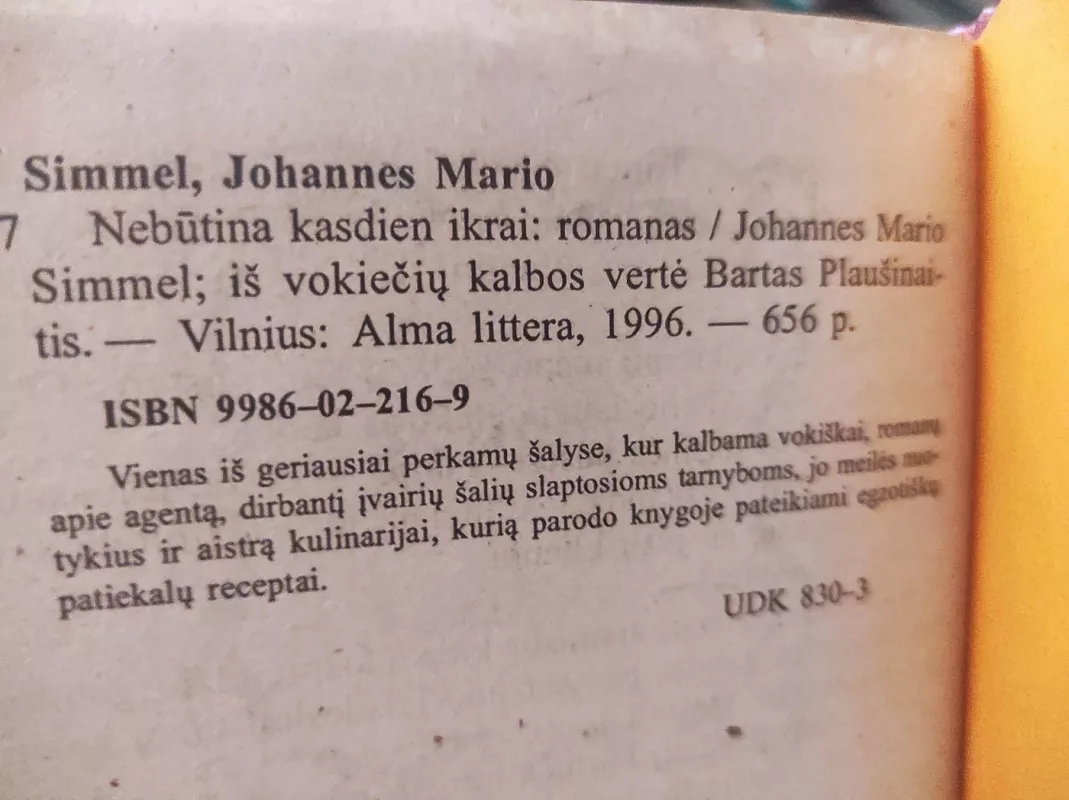 Simmel, Johannes Mario
7 Nebūtina kasdien ikrai: romanas / Johannes Mario
Simmel; iš vokiečių kalbos vertė Bartas Plaušinai-
tis. — Vilnius: Alma littera, 1996. — 656 p.
ISBN 9986–02–216–9
Vienas iš geriausiai perkamų šalyse, kur kalbama vokiškai, romanų
apie agentą, dirbantį įvairių šalių slaptosioms tarnyboms, jo meilės nuo-
tykius ir aistrą kulinarijai, kurią parodo knygoje pateikiami egzotiškų
patiekalų receptai.
UDK 830–3